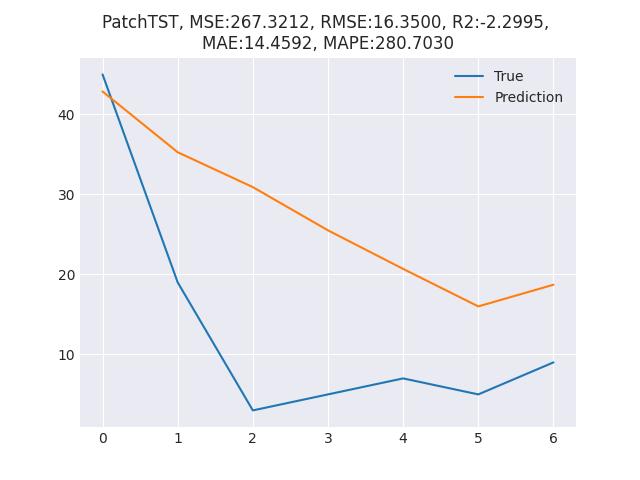 PatchTST, MSE:267.3212, RMSE:16.3500, R2:-2.2995,
MAE:14.4592, MAPE:280.7030
True
Prediction
40
30
20
10
0 1 2 3 4 5 6